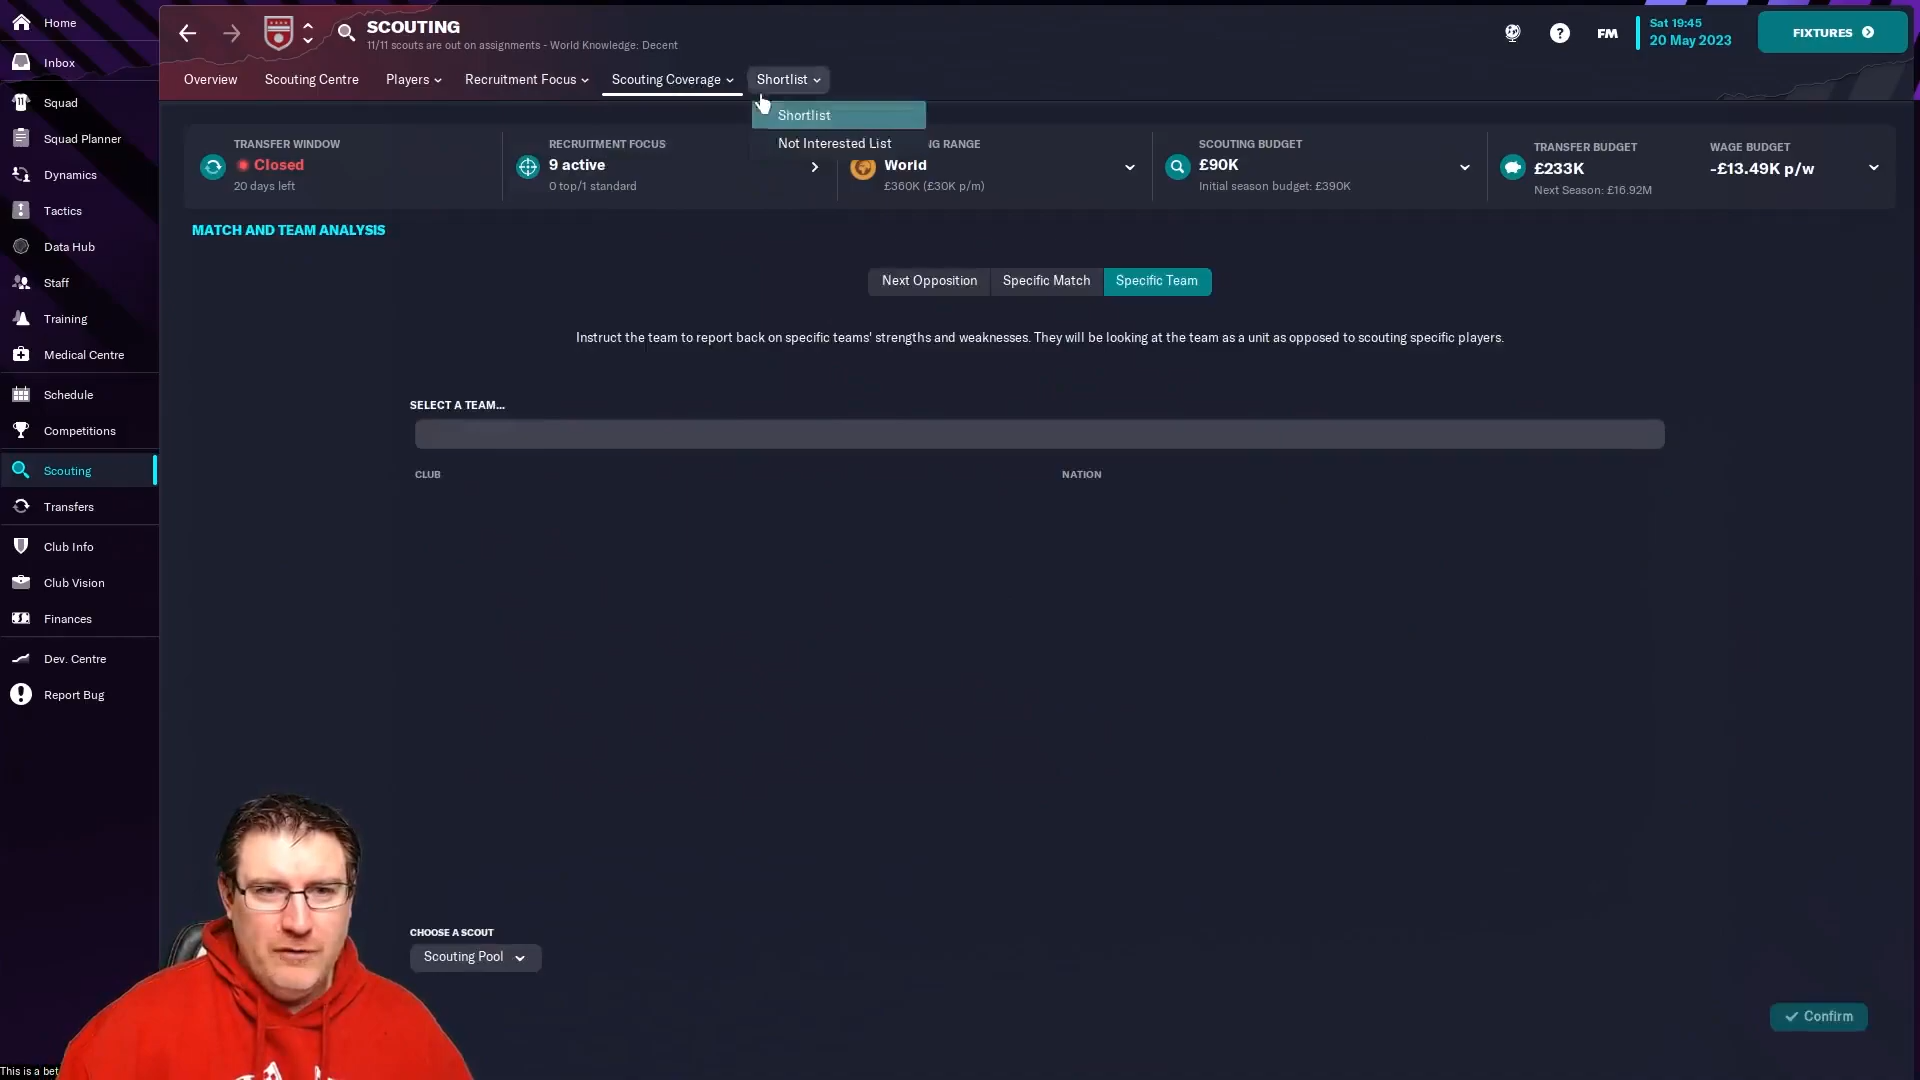 Home
Inbox
Squad
Squad Planner
Dynamics
Tactics
Data Hub
Staff
Training
Medical Centre
Schedule
Competitions
Scouting
Transfers
Club Info
Club Vision
Finances
Dev. Centre
Report Bug
This is a bet
SCOUTING
11/11 scouts are out on assignments - World Knowledge: Decent
FM
Sat 19:45
20 May 2023
FIXTURES
Overview
Scouting Centre
Players
Recruitment Focus
Scouting Coverage
Shortlist
Shortlist
Not Interested List
TRANSFER WINDOW
Closed
20 days left
RECRUITMENT FOCUS
9 active
0 top/1 standard
NG RANGE
World
£360K (£30K p/m)
SCOUTING BUDGET
£90K
Initial season budget: £390K
TRANSFER BUDGET
£233K
Next Season: £16.92M
WAGE BUDGET
-£13.49K p/w
MATCH AND TEAM ANALYSIS
Next Opposition
Specific Match
Specific Team
Instruct the team to report back on specific teams' strengths and weaknesses. They will be looking at the team as a unit as opposed to scouting specific players.
SELECT A TEAM...
CLUB
NATION
CHOOSE A SCOUT
Scouting Pool
Confirm